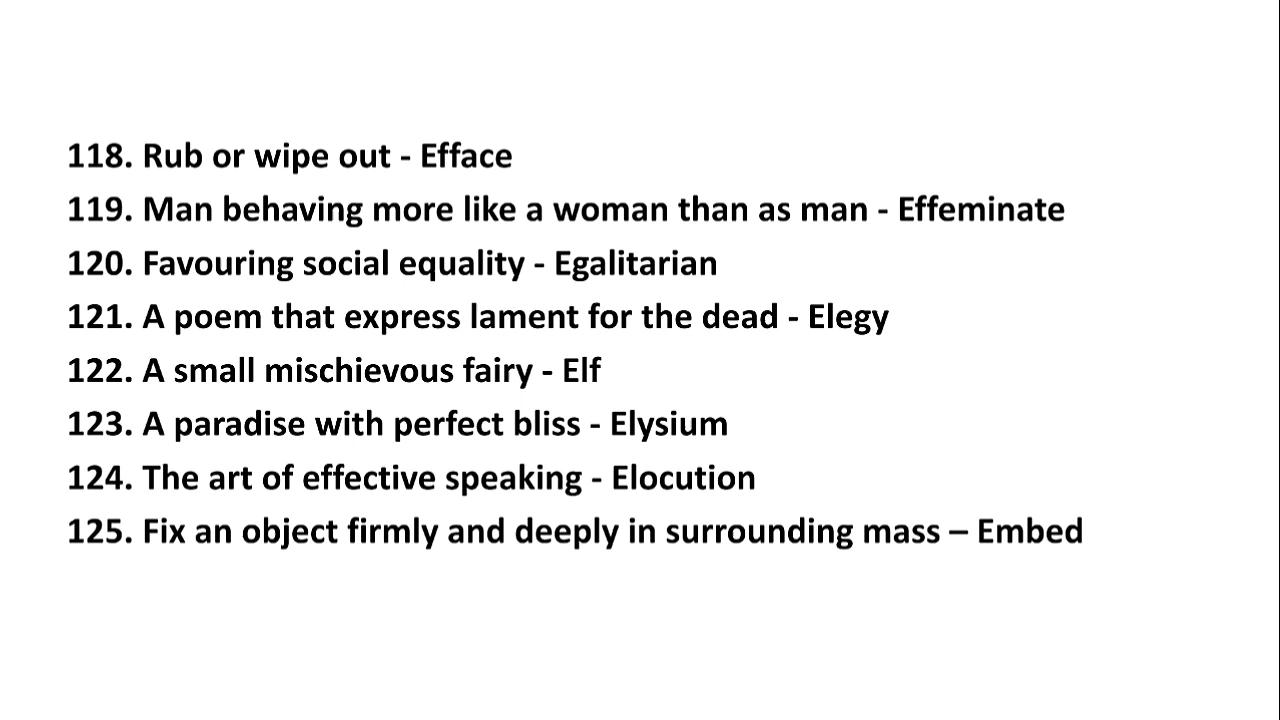 118. Rub or wipe out - Efface
119. Man behaving more like a woman than as man - Effeminate
120. Favouring social equality - Egalitarian
121. A poem that express lament for the dead - Elegy
122. A small mischievous fairy - Elf
123. A paradise with perfect bliss - Elysium
124. The art of effective speaking - Elocution
125. Fix an object firmly and deeply in surrounding mass – Embed